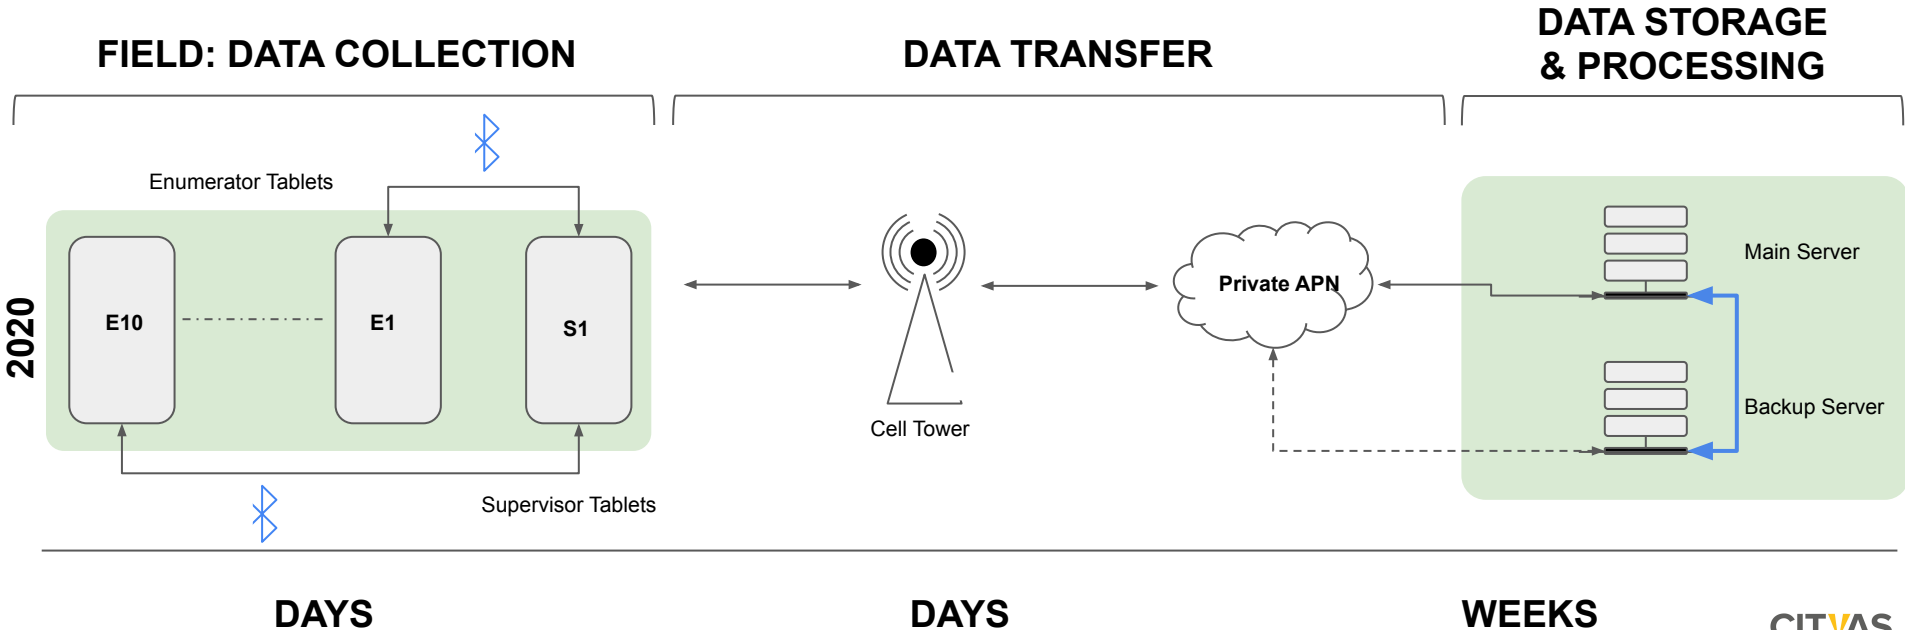 FIELD: DATA COLLECTION
DATA TRANSFER
DATA STORAGE
& PROCESSING
Enumerator Tablets
E10
E1
S1
Supervisor Tablets
2020
Cell Tower
Private APN
Main Server
Backup Server
DAYS
DAYS
WEEKS
CITVAS